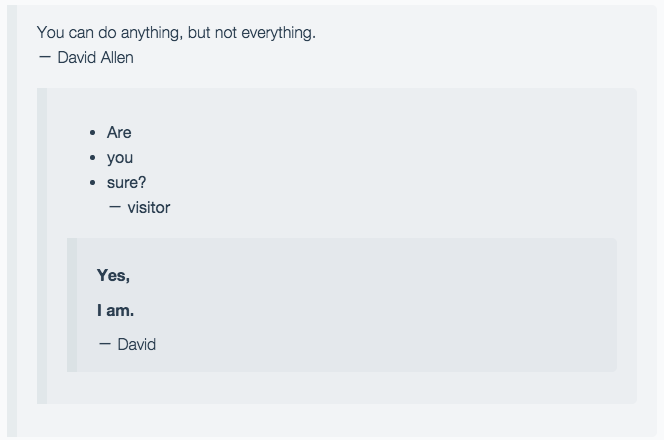 You can do anything, but not everything.
— David Allen
• Are
• you
• sure?
— visitor
Yes,
I am.
— David